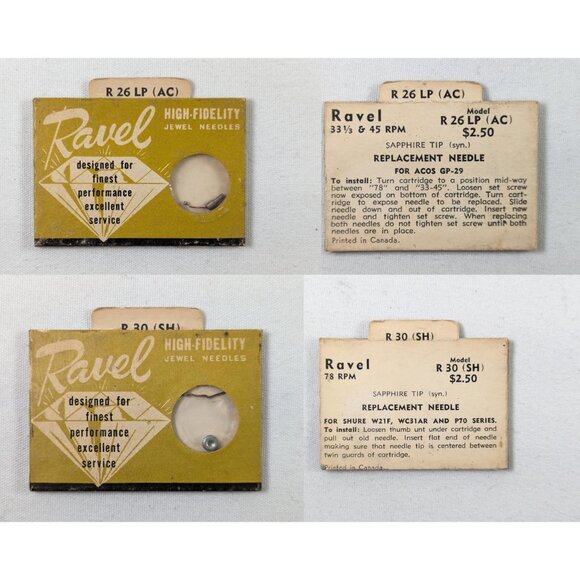 R 26 LP (AC)
Ravel
HIGH-FIDELITY
JEWEL NEEDLES
designed for
finest
performance
excellent
service
R 26 LP (AC)
Ravel
33⅓ & 45 RPM
Model
R 26 LP (AC)
$2.50
SAPPHIRE TIP (syn.)
REPLACEMENT NEEDLE
FOR ACOS GP-29
To install: Turn cartridge to a position mid-way
between "78" and "33-45". Loosen set screw
now exposed on bottom of cartridge. Turn cart-
ridge to expose needle to be replaced. Slide
needle down and out of cartridge. Insert new
needle and tighten set screw. When replacing
both needles do not tighten set screw until both
needles are in place.
Printed in Canada.
R 30 (SH)
Ravel
HIGH-FIDELITY
JEWEL NEEDLES
designed for
finest
performance
excellent
service
R 30 (SH)
Ravel
78 RPM
Model
R 30 (SH)
$2.50
SAPPHIRE TIP (syn.)
REPLACEMENT NEEDLE
FOR SHURE W21F, WC31AR AND P70 SERIES.
To install: Loosen thumb unt under cartridge and
pull out old needle. Insert flat end of needle
making sure that needle tip is centered between
twin guards of cartridge.
Printed in Canada.